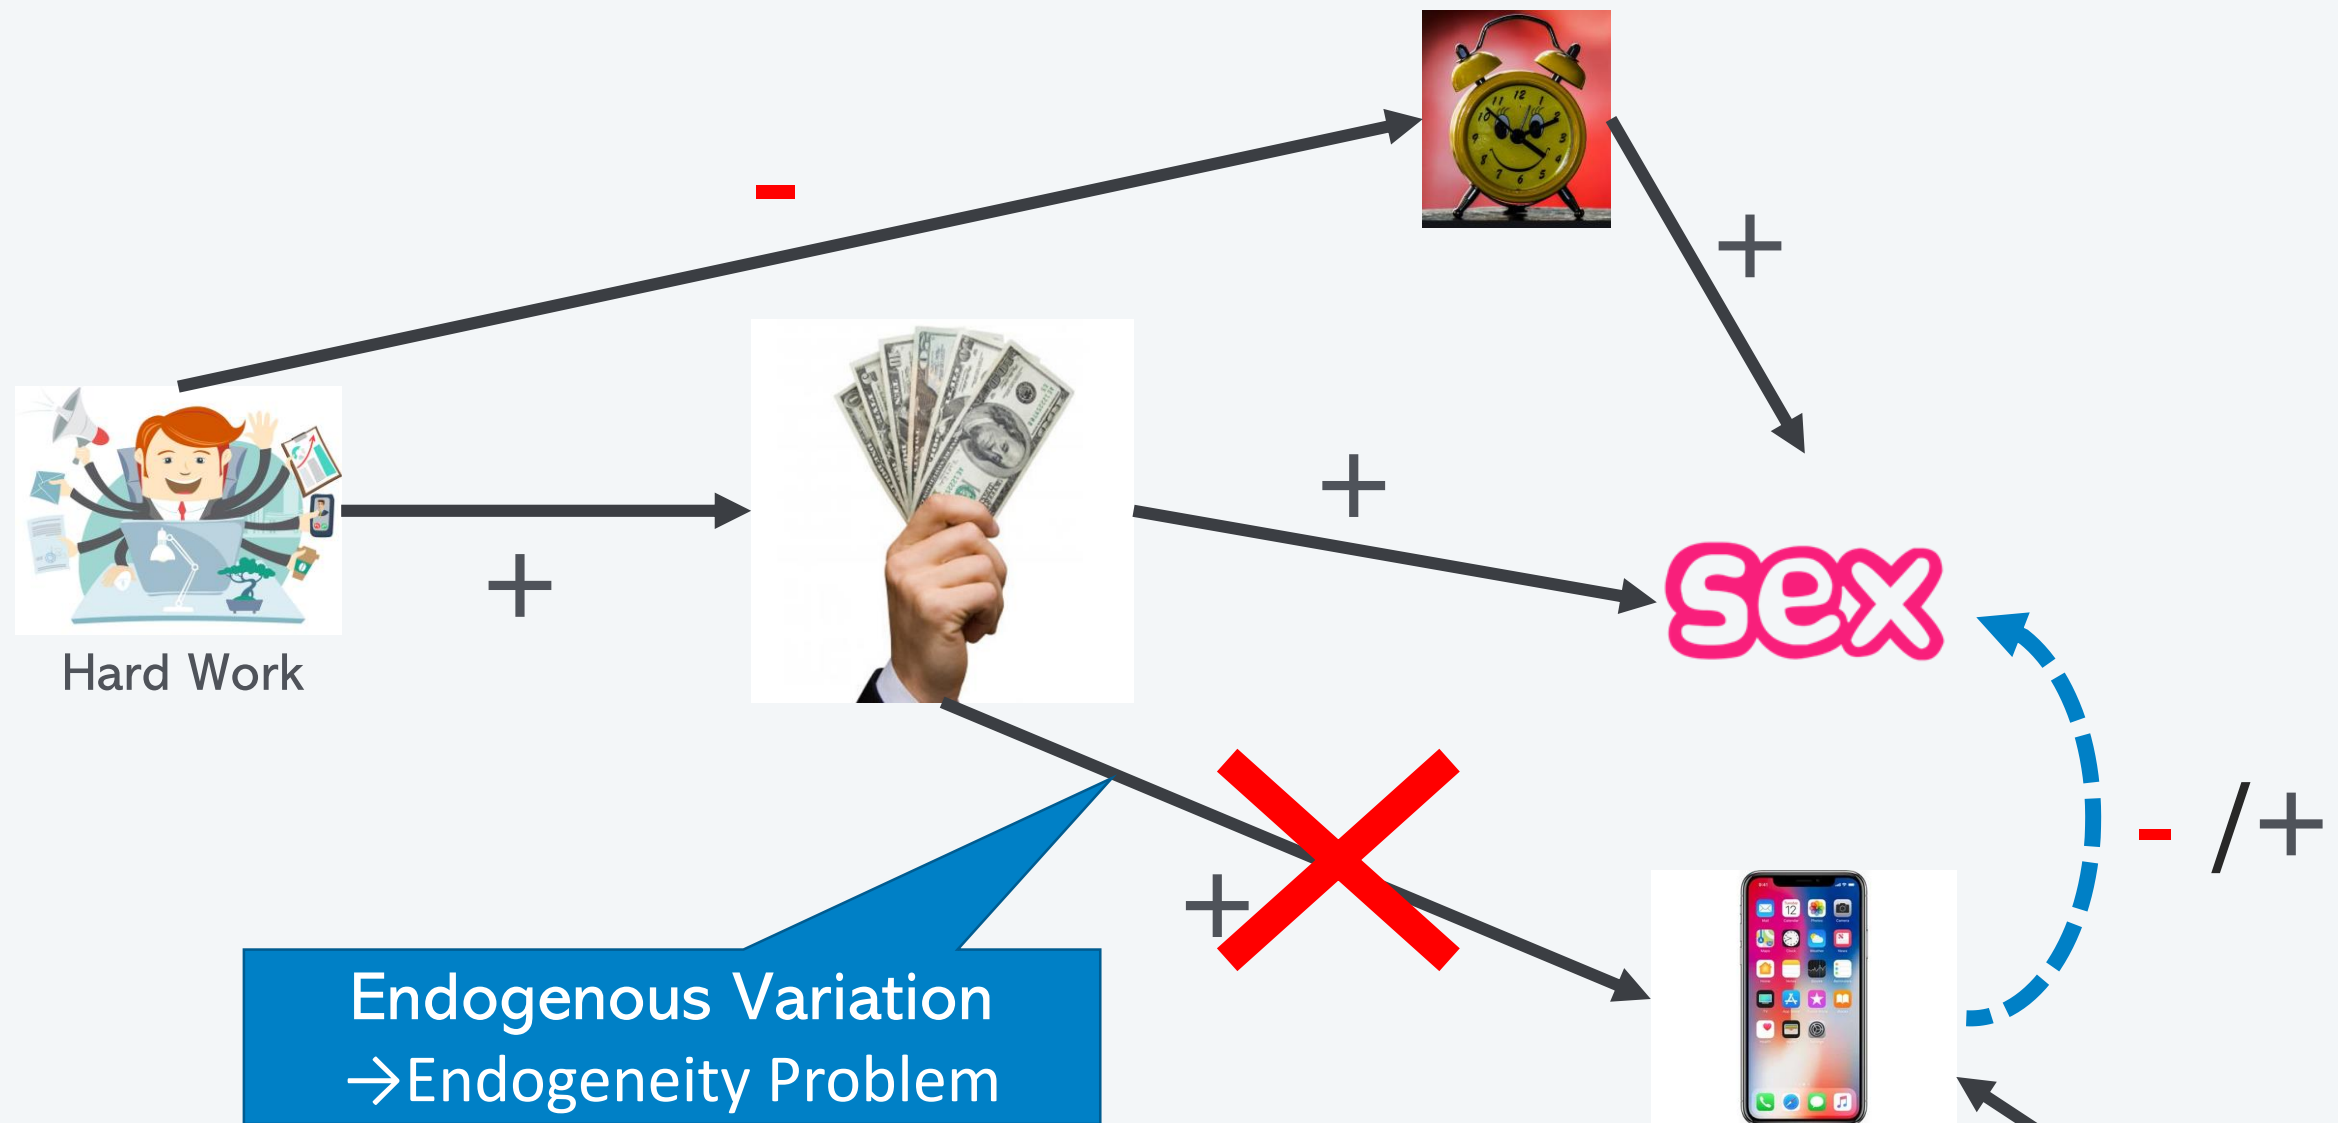 -
+
+
+
Hard Work
sex
+
- / +
Endogenous Variation
→Endogeneity Problem